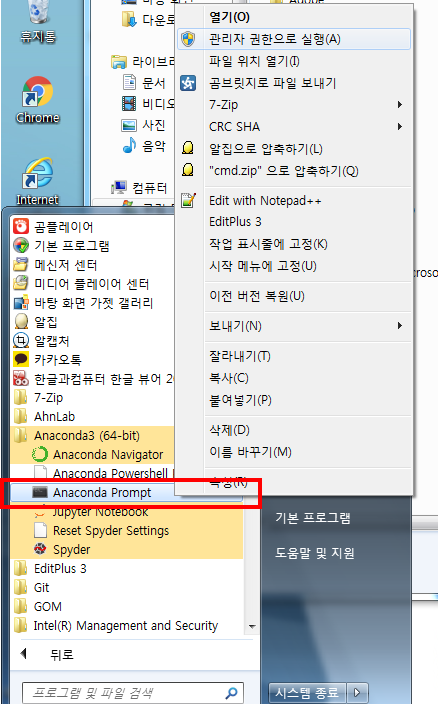 휴지통
Chrome
Internet
다운로
라이브러
문서
비디오
사진
음악
컴퓨터
열기(O)
관리자 권한으로 실행(A)
파일 위치 열기(I)
곰브릿지로 파일 보내기
7-Zip
CRC SHA
알집으로 압축하기(L)
"cmd.zip" 으로 압축하기(Q)
Edit with Notepad++
EditPlus 3
작업 표시줄에 고정(K)
시작 메뉴에 고정(U)
이전 버전 복원(U)
보내기(N)
잘라내기(T)
복사(C)
붙여넣기(P)
삭제(D)
이름 바꾸기(M)
속성(R)
곰플레이어
기본 프로그램
메신저 센터
미디어 플레이어 센터
바탕 화면 가젯 갤러리
알집
알캡처
카카오톡
한글과컴퓨터 한글 뷰어 20
7-Zip
AhnLab
Anaconda3 (64-bit)
Anaconda Navigator
Anaconda Powershell
Anaconda Prompt
Jupyter Notebook
Reset Spyder Settings
Spyder
EditPlus 3
Git
GOM
Intel(R) Management and Security
뒤로
프로그램 및 파일 검색
기본 프로그램
도움말 및 지원
시스템 종료